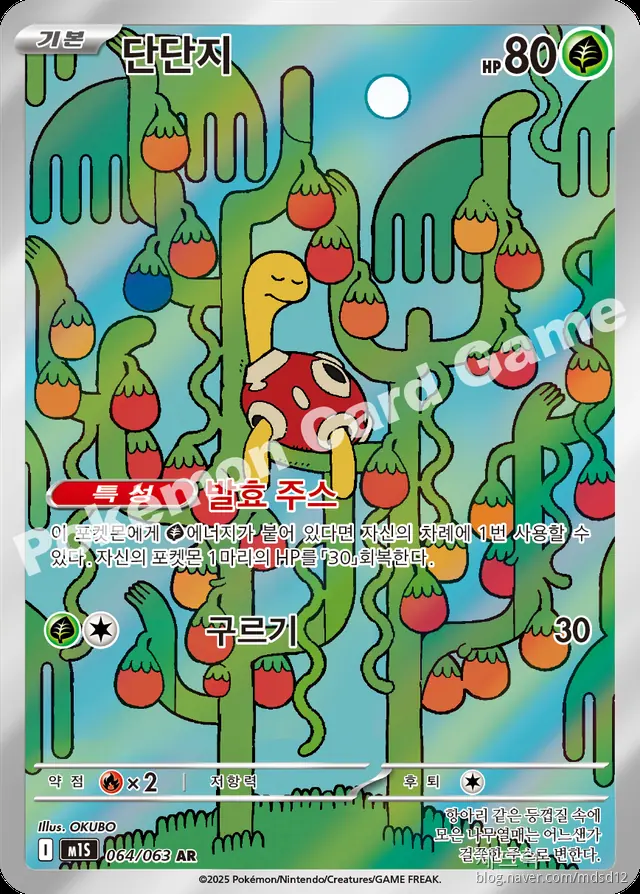 기본 단단지 HP 80
Pokémon Card Game
특성 발효 주스
이 포켓몬에게 에너지가 붙어 있다면 자신의 차례에 1번 사용할 수
있다. 자신의 포켓몬 1마리의 HP를 「30」회복한다.
구르기 30
약점 ×2 저항력 후퇴
Illus. OKUBO
I M1S 064/063 AR
항아리 같은 등껍질 속에
모은 나무열매는 어느샌가
걸쭉한 주스로 변한다.
©2025 Pokémon/Nintendo/Creatures/GAME FREAK.
blog.naver.com/mdsd12